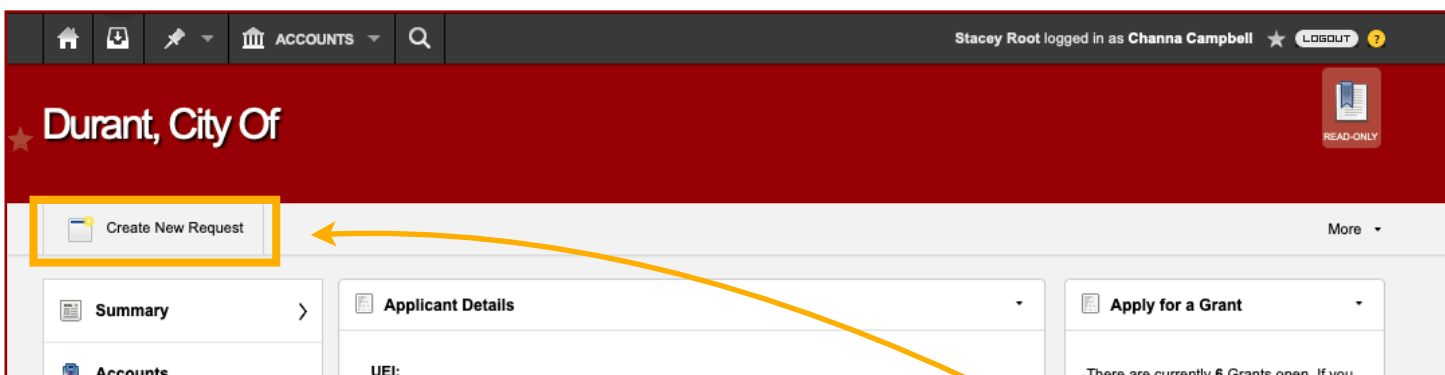 ACCOUNTS
Stacey Root logged in as Channa Campbell LOGOUT ?
Durant, City Of
READ-ONLY
Create New Request
More
Summary
Applicant Details
Apply for a Grant
Accounts
UEI:
There are currently 6 Grants open. If you